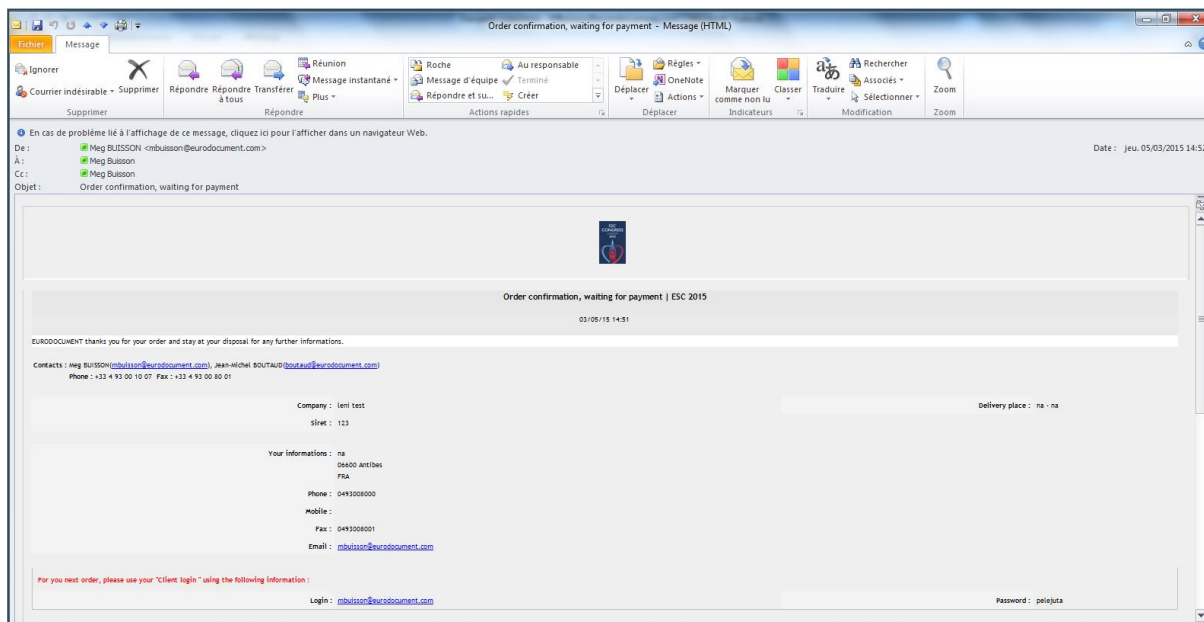 Order confirmation, waiting for payment - Message (HTML)
Fichier Message
Ignorer
Courrier indésirable
Supprimer
Supprimer
Répondre
Répondre à tous
Transférer
Réunion
Message instantané
Plus
Répondre
Roche
Message d'équipe
Répondre et su...
Au responsable
Terminé
Créer
Actions rapides
Déplacer
Règles
OneNote
Actions
Déplacer
Marquer comme non lu
Classer
Indicateurs
Traduire
Rechercher
Associés
Sélectionner
Modification
Zoom
Zoom
En cas de problème lié à l'affichage de ce message, cliquez ici pour l'afficher dans un navigateur Web.
De : Meg BUISSON <mbuisson@eurodocument.com> Date : jeu. 05/03/2015 14:52
À : Meg Buisson
Cc : Meg Buisson
Objet : Order confirmation, waiting for payment
ESC
CONGRESS
Order confirmation, waiting for payment | ESC 2015
03/05/15 14:51
EURODOCUMENT thanks you for your order and stay at your disposal for any further informations.
Contacts : Meg BUISSON(mbuisson@eurodocument.com), Jean-Michel BOUTAUD(boutaud@eurodocument.com)
Phone : +33 4 93 00 10 07 Fax : +33 4 93 00 80 01
Company : leni test Delivery place : na - na
Siret : 123
Your informations : na
06600 Antibes
FRA
Phone : 0493008000
Mobile :
Fax : 0493008001
Email : mbuisson@eurodocument.com
For you next order, please use your "Client login " using the following information :
Login : mbuisson@eurodocument.com Password : pelejuta